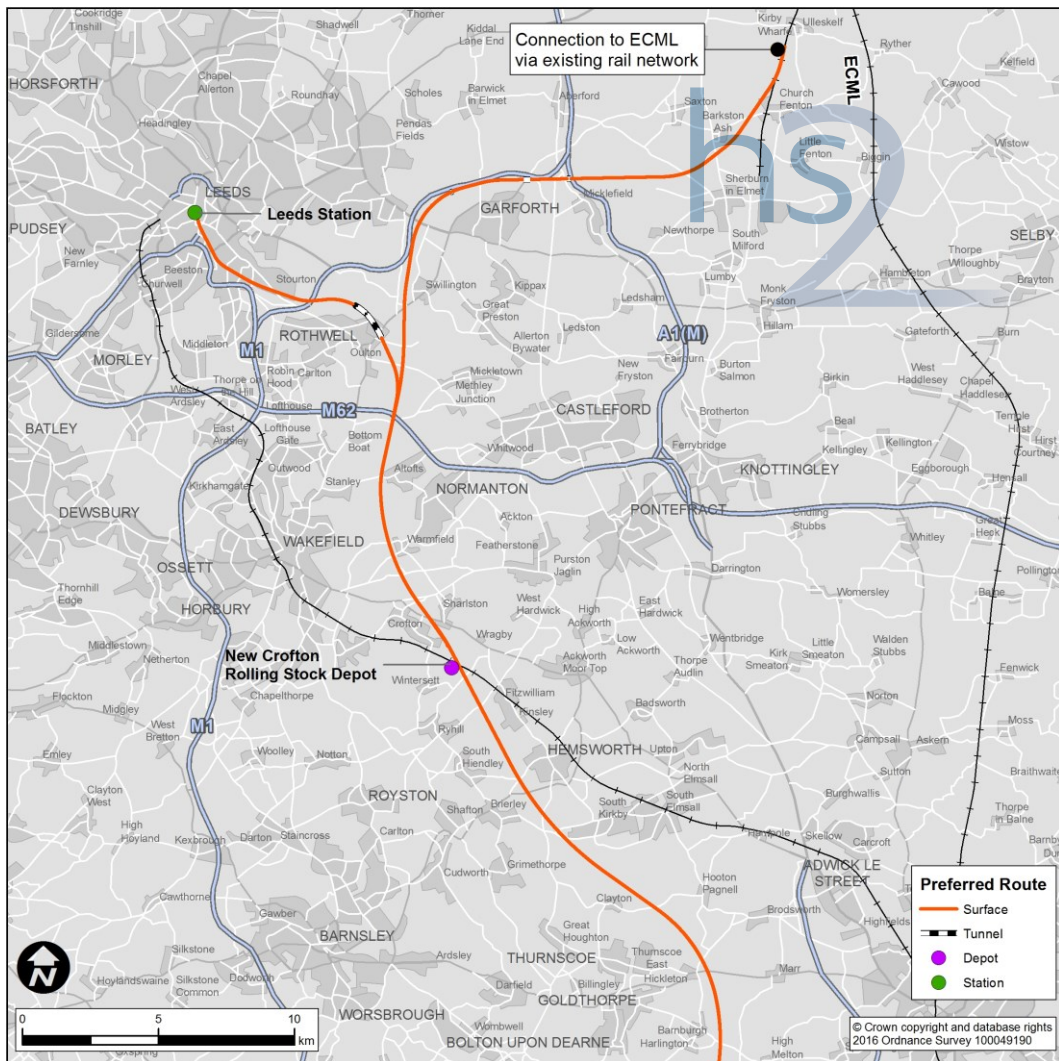 Cookridge
Tinshill
Shadwell
Thorner
Kiddal
Lane End
Connection to ECML
via existing rail network
Kirby
Wharfe
Ulleskelf
Ryther
Kelfield
Cawood
HORSFORTH
Chapel
Allerton
Roundhay
Scholes
Barwick
in Elmet
Aberford
Saxton
Church
Fenton
ECML
Headingley
Pendas
Fields
Barkston
Ash
hs2
Little
Fenton
Biggin
Wistow
LEEDS
Leeds Station
GARFORTH
Micklefield
Sherburn
in Elmet
PUDSEY
New
Farnley
Beeston
Churwell
Stourton
Swillington
Kippax
Great
Preston
Newthorpe
South
Milford
Lumby
Hambleton
SELBY
Thorpe
Willoughby
Brayton
Gildersome
MORLEY
Middleton
ROTHWELL
Oulton
Allerton
Bywater
Ledston
Ledsham
Monk
Fryston
Hillam
Gateforth
Burn
M1
A1(M)
Fairburn
West
Ardsley
Thorpe on
the Hill
Robin
Hood
Carlton
Lofthouse
Mickletown
Methley
Junction
New
Fryston
Burton
Salmon
Birkin
West
Haddlesey
Chapel
Haddlesey
BATLEY
East
Ardsley
Lofthouse
Gate
M62
Bottom
Boat
CASTLEFORD
Whitwood
Brotherton
Ferrybridge
Beal
Kellingley
Kellington
Eggborough
Temple
Hirst
Hirst
Courtney
Hensall
Outwood
Kirkhamgate
Stanley
Altofts
NORMANTON
KNOTTINGLEY
DEWSBURY
WAKEFIELD
Ackton
PONTEFRACT
Cridling
Stubbs
Great
Heck
Whitley
OSSETT
Warmfield
Featherstone
Purston
Jaglin
Darrington
Pollington
Thornhill
Edge
HORBURY
Sharlston
West
Hardwick
High
Ackworth
East
Hardwick
Womersley
Balne
Middlestown
Netherton
Crofton
Wragby
Low
Ackworth
Wentbridge
Little
Smeaton
Walden
Stubbs
New Crofton
Rolling Stock Depot
Ackworth
Moor Top
Thorpe
Audlin
Kirk
Smeaton
Fenwick
Flockton
Midgley
Chapelthorpe
Wintersett
Fitzwilliam
Kinsley
Badsworth
Norton
Moss
West
Bretton
M1
Ryhill
Emley
Woolley
Notton
South
Hiendley
HEMSWORTH
Upton
Campsall
Askern
Clayton
West
ROYSTON
Shafton
Brierley
North
Elmsall
South
Kirkby
South
Elmsall
Sutton
Burghwallis
Braithwaite
Thorpe
in Balne
High
Hoyland
Kexbrough
Darton
Staincross
Carlton
Hampole
Skellow
Carcroft
Cudworth
Grimethorpe
ADWICK LE
STREET
Cawthorne
Gawber
Clayton
Hooton
Pagnell
Brodsworth
Highfields
BARNSLEY
Great
Houghton
Silkstone
Ardsley
THURNSCOE
Thurnscoe
East
Hickleton
Marr
Hoylandswaine
Silkstone
Common
Dodworth
Darfield
Billingley
GOLDTHORPE
WORSBROUGH
Wombwell
BOLTON UPON DEARNE
Barnburgh
Harlington
High
Melton
Preferred Route
Surface
Tunnel
Depot
Station
N
0 5 10
km
© Crown copyright and database rights
2016 Ordnance Survey 100049190